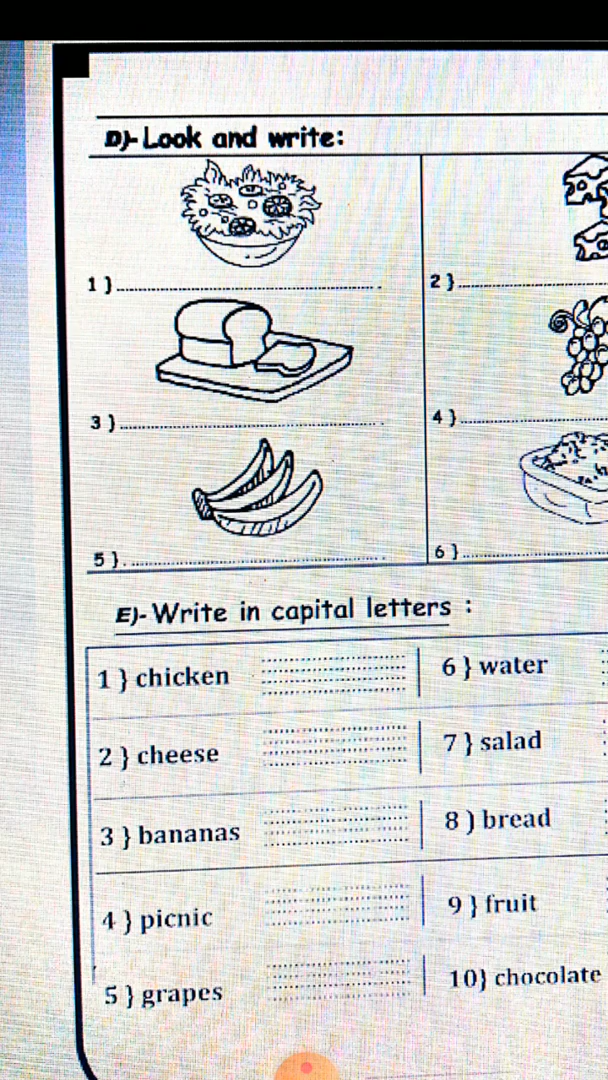 D)-Look and write:
1 }........................................ .
2 }........................................
3 }........................................ .
4 }........................................
5 }. ........................................ .
6 }........................................
E)-Write in capital letters :
1 } chicken
6 } water
2 } cheese
7 } salad
3 } bananas
8 ) bread
4 } picnic
9 } fruit
5 } grapes
10} chocolate